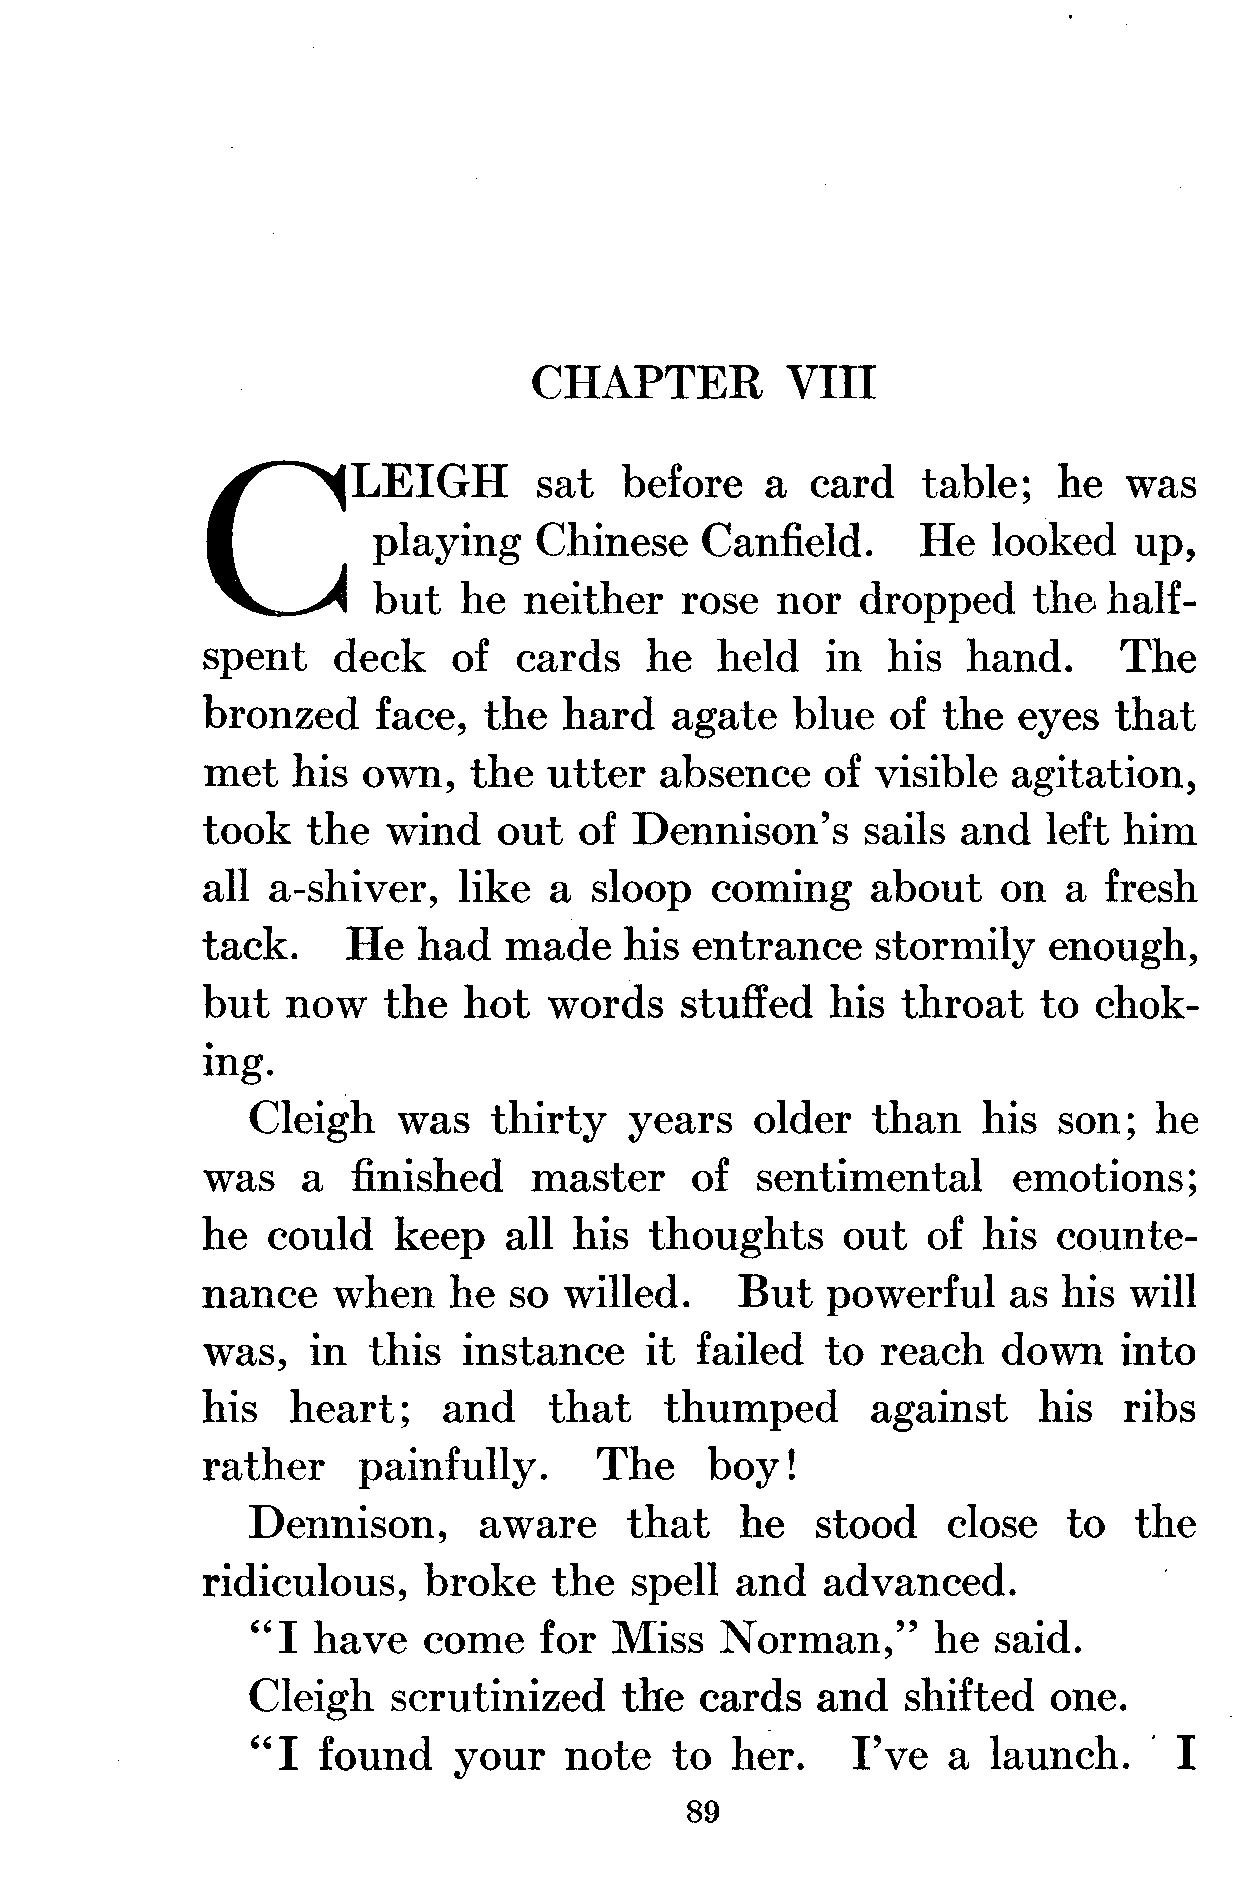 CHAPTER VIII
CLEIGH sat before a card table; he was
playing Chinese Canfield. He looked up,
but he neither rose nor dropped the half-
spent deck of cards he held in his hand. The
bronzed face, the hard agate blue of the eyes that
met his own, the utter absence of visible agitation,
took the wind out of Dennison's sails and left him
all a-shiver, like a sloop coming about on a fresh
tack. He had made his entrance stormily enough,
but now the hot words stuffed his throat to chok-
ing.
Cleigh was thirty years older than his son; he
was a finished master of sentimental emotions;
he could keep all his thoughts out of his counte-
nance when he so willed. But powerful as his will
was, in this instance it failed to reach down into
his heart; and that thumped against his ribs
rather painfully. The boy!
Dennison, aware that he stood close to the
ridiculous, broke the spell and advanced.
"I have come for Miss Norman," he said.
Cleigh scrutinized the cards and shifted one.
"I found your note to her. I've a launch. I
89